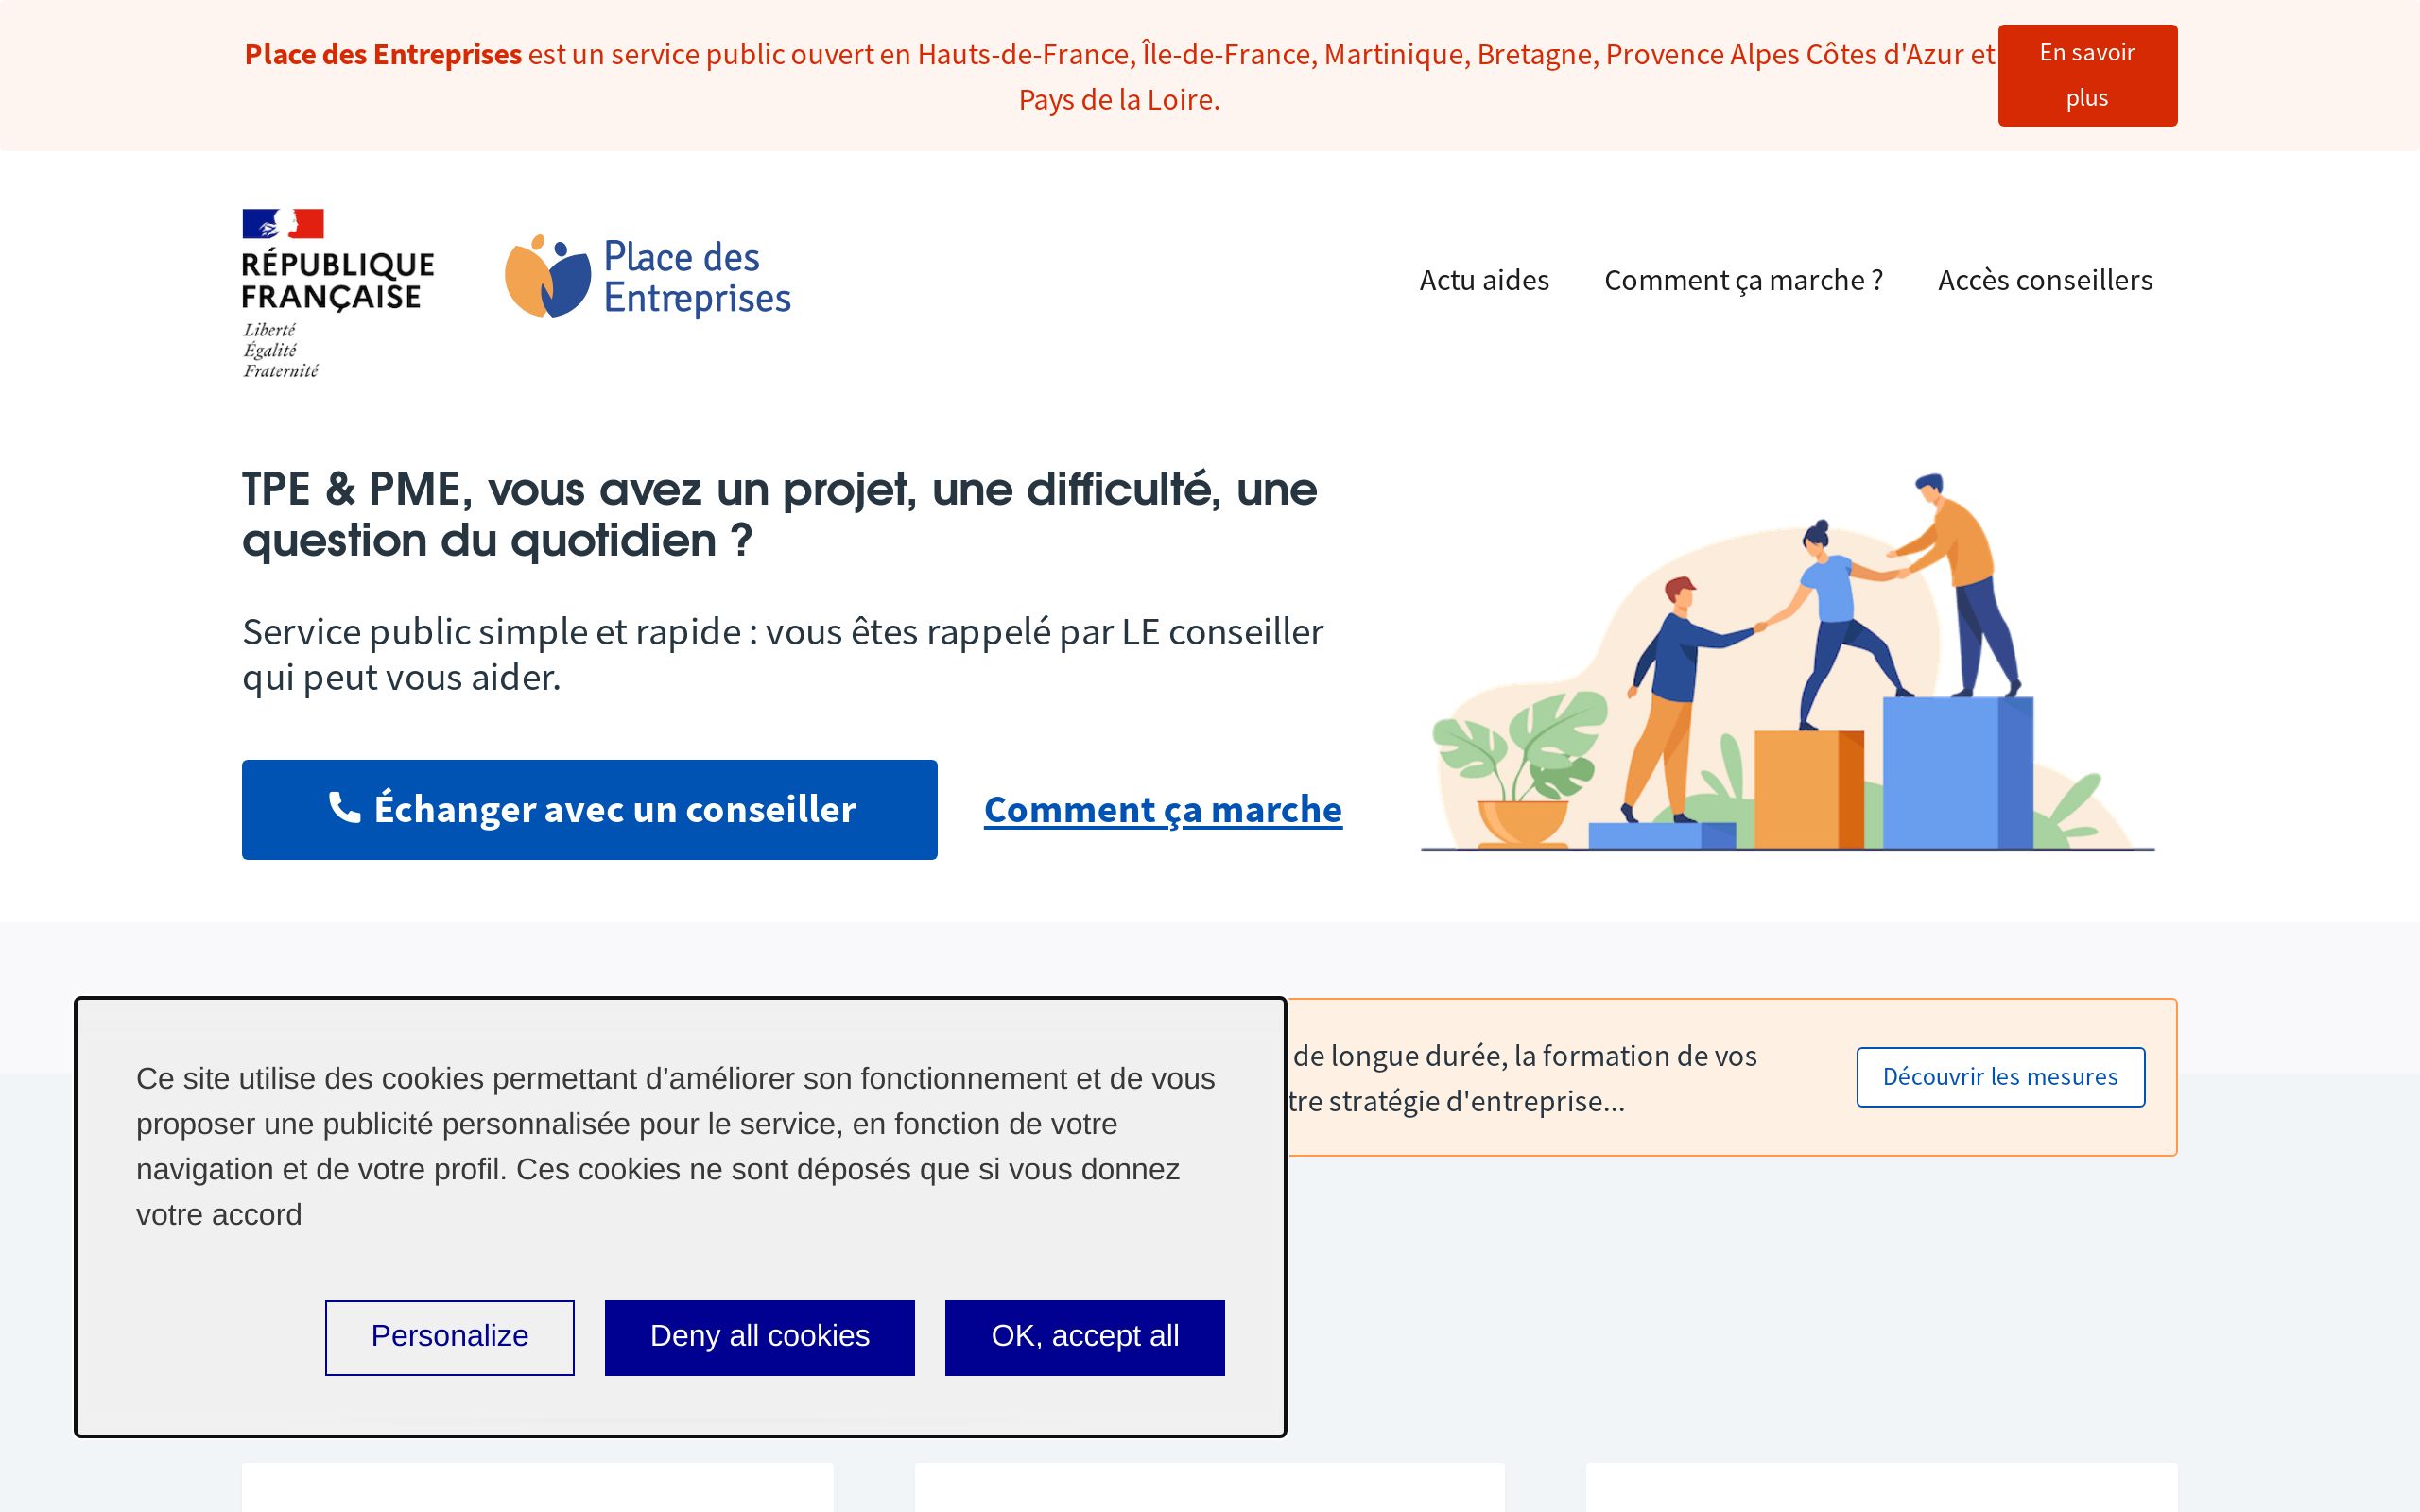 Place des Entreprises est un service public ouvert en Hauts-de-France, Île-de-France, Martinique, Bretagne, Provence Alpes Côtes d'Azur et
Pays de la Loire.
En savoir
plus
RÉPUBLIQUE
FRANÇAISE
Liberté
Égalité
Fraternité
Place des
Entreprises
Actu aides
Comment ça marche ?
Accès conseillers
TPE & PME, vous avez un projet, une difficulté, une
question du quotidien ?
Service public simple et rapide : vous êtes rappelé par LE conseiller
qui peut vous aider.
Échanger avec un conseiller
Comment ça marche
de longue durée, la formation de vos
tre stratégie d'entreprise...
Découvrir les mesures
Ce site utilise des cookies permettant d’améliorer son fonctionnement et de vous
proposer une publicité personnalisée pour le service, en fonction de votre
navigation et de votre profil. Ces cookies ne sont déposés que si vous donnez
votre accord
Personalize
Deny all cookies
OK, accept all